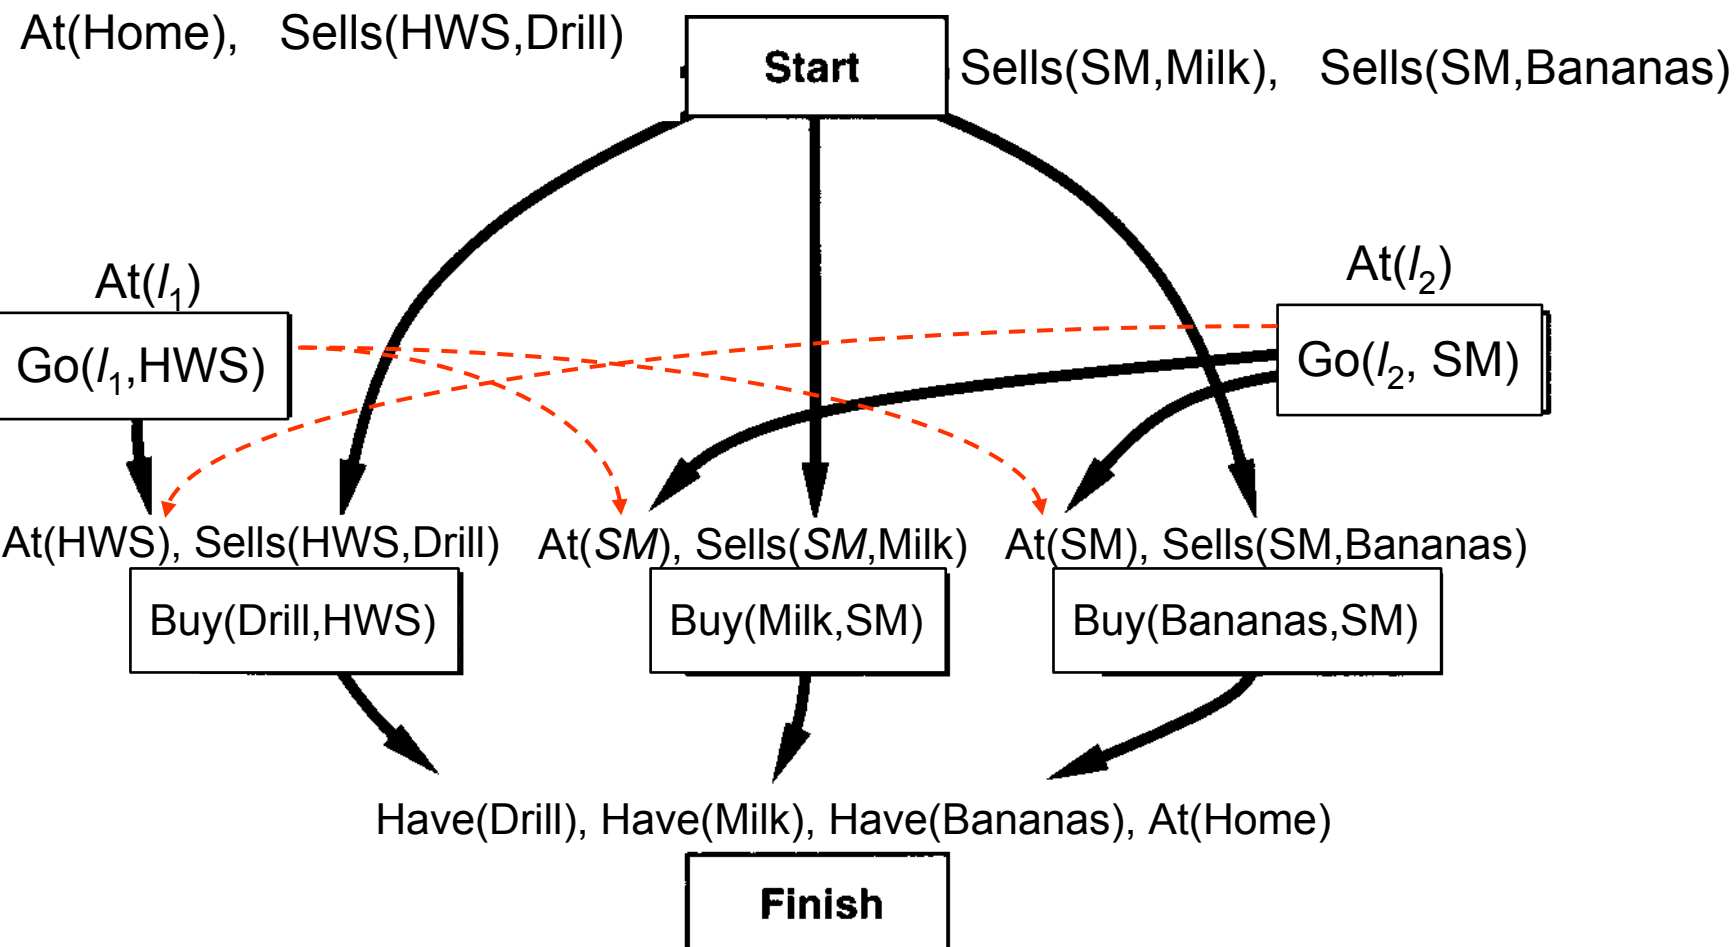 At(Home), Sells(HWS,Drill)
Start
Sells(SM,Milk), Sells(SM,Bananas)
At(l1)
At(l2)
Go(l1,HWS)
Go(l2, SM)
At(HWS), Sells(HWS,Drill)
At(SM), Sells(SM,Milk)
At(SM), Sells(SM,Bananas)
Buy(Drill,HWS)
Buy(Milk,SM)
Buy(Bananas,SM)
Have(Drill), Have(Milk), Have(Bananas), At(Home)
Finish